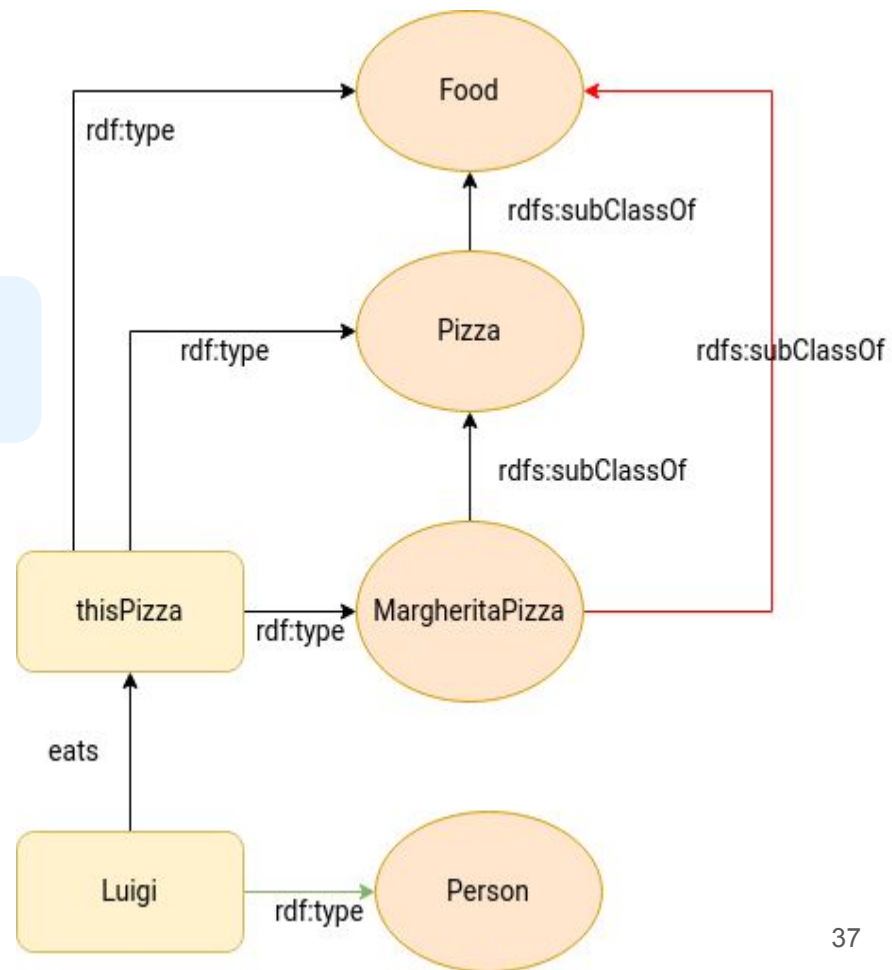 Food
rdf:type
rdfs:subClassOf
Pizza
rdf:type
rdfs:subClassOf
rdfs:subClassOf
thisPizza
MargheritaPizza
rdf:type
eats
Luigi
Person
rdf:type
37